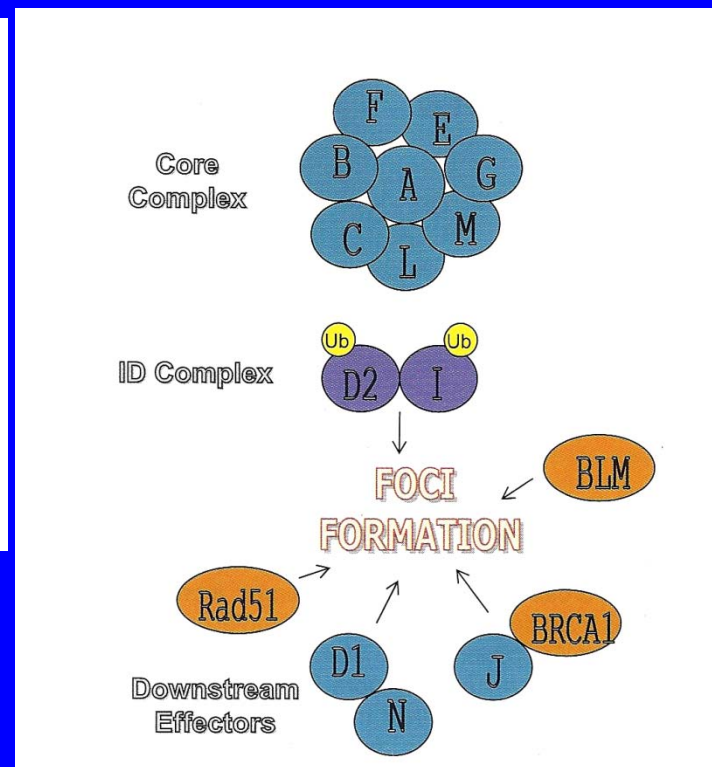 F
E
B
A
G
C
M
L
Core
Complex
Ub
Ub
D2
I
ID Complex
FOCI
FORMATION
BLM
Rad51
BRCA1
D1
J
N
Downstream
Effectors